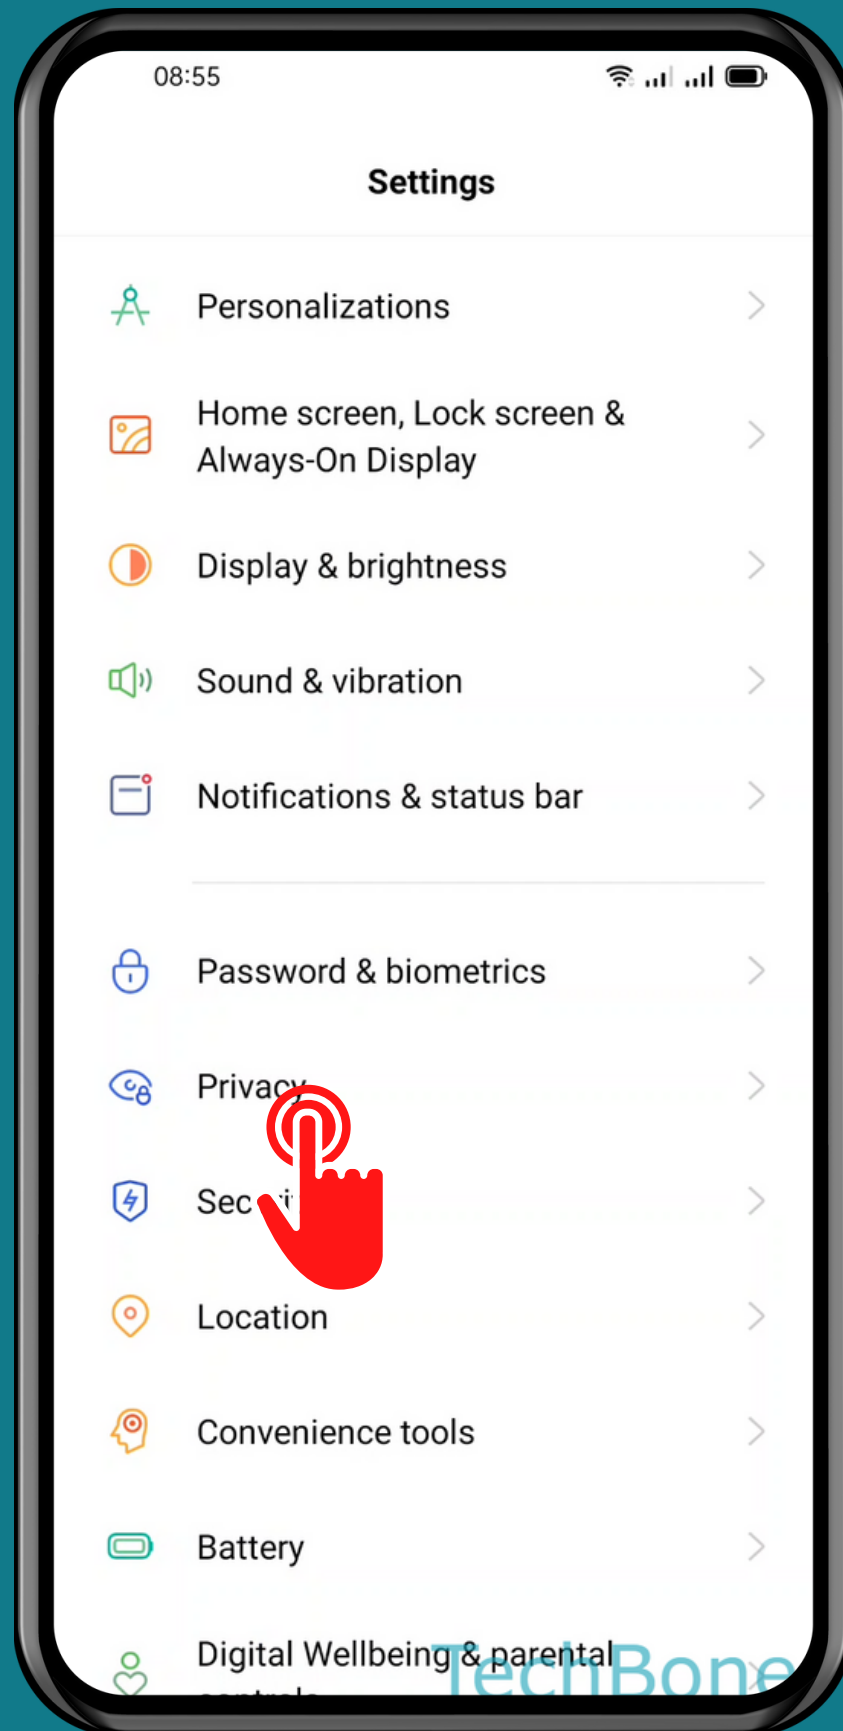 08:55
Settings
Personalizations
Home screen, Lock screen &
Always-On Display
Display & brightness
Sound & vibration
Notifications & status bar
Password & biometrics
Privacy
Location
Convenience tools
Battery
Digital Wellbeing & parental
TechBone